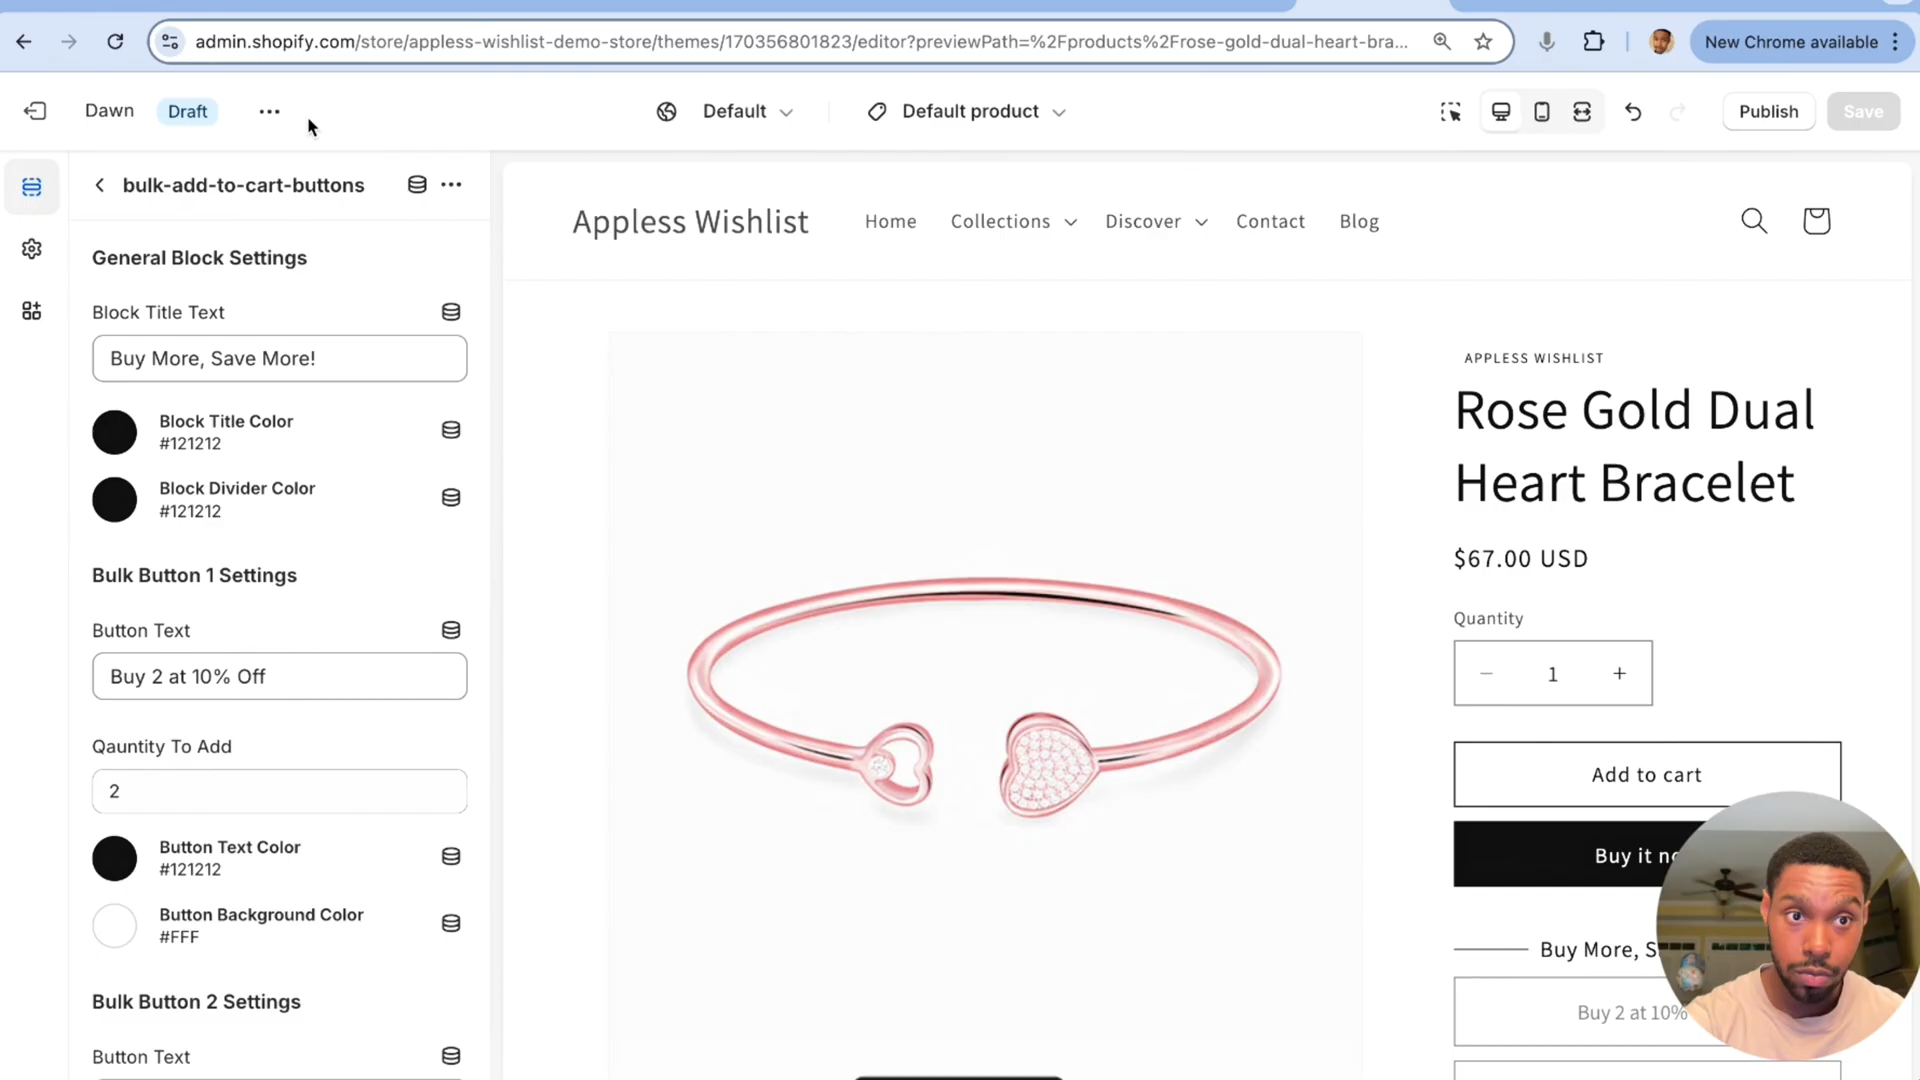 admin.shopify.com/store/appless-wishlist-demo-store/themes/170356801823/editor?previewPath=%2Fproducts%2Frose-gold-dual-heart-bra...
New Chrome available
Dawn
Draft
Default
Default product
Publish
Save
bulk-add-to-cart-buttons
General Block Settings
Block Title Text
Buy More, Save More!
Block Title Color
#121212
Block Divider Color
#121212
Bulk Button 1 Settings
Button Text
Buy 2 at 10% Off
Qauntity To Add
2
Button Text Color
#121212
Button Background Color
#FFF
Bulk Button 2 Settings
Button Text
Appless Wishlist
Home
Collections
Discover
Contact
Blog
APPLESS WISHLIST
Rose Gold Dual
Heart Bracelet
$67.00 USD
Quantity
1
Add to cart
Buy it
Buy More,
Buy 2 at 10%